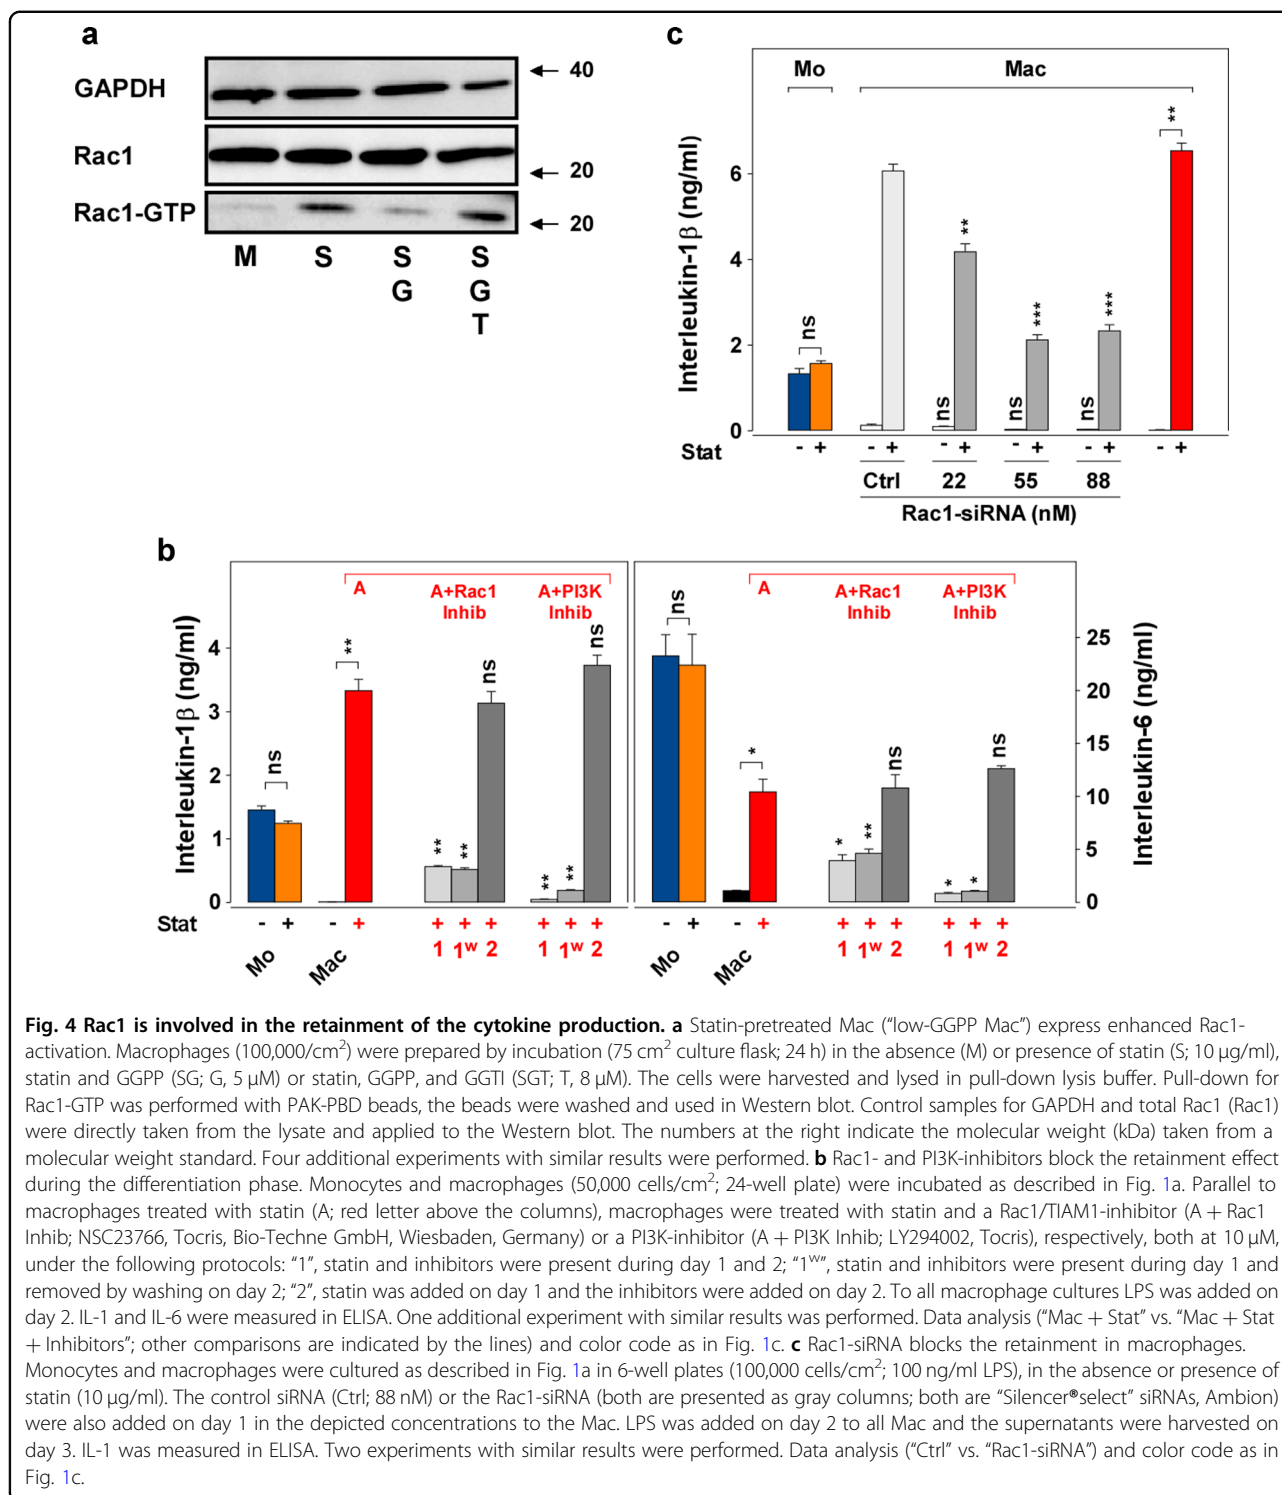 a
GAPDH
40
Rac1
20
Rac1-GTP
20
M S S S
G G
T
c
Mo Mac
Interleukin-1β (ng/ml)
6
4
2
0
ns
ns
**
ns
***
ns
***
**
Stat - + - + - + - + - + - +
Ctrl 22 55 88
Rac1-siRNA (nM)
b
A A+Rac1 Inhib A+PI3K Inhib
Interleukin-1β (ng/ml)
4
3
2
1
0
ns
**
**
**
ns
**
**
ns
Stat - + - + + + + + + +
Mo Mac 1 1ʷ 2 1 1ʷ 2
A A+Rac1 Inhib A+PI3K Inhib
Interleukin-6 (ng/ml)
25
20
15
10
5
0
ns
*
*
**
ns
*
*
ns
- + - + + + + + + +
Mo Mac 1 1ʷ 2 1 1ʷ 2
Fig. 4 Rac1 is involved in the retainment of the cytokine production. a Statin-pretreated Mac (“low-GGPP Mac”) express enhanced Rac1-
activation. Macrophages (100,000/cm²) were prepared by incubation (75 cm² culture flask; 24 h) in the absence (M) or presence of statin (S; 10 µg/ml),
statin and GGPP (SG; G, 5 µM) or statin, GGPP, and GGTI (SGT; T, 8 µM). The cells were harvested and lysed in pull-down lysis buffer. Pull-down for
Rac1-GTP was performed with PAK-PBD beads, the beads were washed and used in Western blot. Control samples for GAPDH and total Rac1 (Rac1)
were directly taken from the lysate and applied to the Western blot. The numbers at the right indicate the molecular weight (kDa) taken from a
molecular weight standard. Four additional experiments with similar results were performed. b Rac1- and PI3K-inhibitors block the retainment effect
during the differentiation phase. Monocytes and macrophages (50,000 cells/cm²; 24-well plate) were incubated as described in Fig. 1a. Parallel to
macrophages treated with statin (A; red letter above the columns), macrophages were treated with statin and a Rac1/TIAM1-inhibitor (A + Rac1
Inhib; NSC23766, Tocris, Bio-Techne GmbH, Wiesbaden, Germany) or a PI3K-inhibitor (A + PI3K Inhib; LY294002, Tocris), respectively, both at 10 µM,
under the following protocols: “1”, statin and inhibitors were present during day 1 and 2; “1ʷ”, statin and inhibitors were present during day 1 and
removed by washing on day 2; “2”, statin was added on day 1 and the inhibitors were added on day 2. To all macrophage cultures LPS was added on
day 2. IL-1 and IL-6 were measured in ELISA. One additional experiment with similar results was performed. Data analysis (“Mac + Stat” vs. “Mac + Stat
+ Inhibitors”; other comparisons are indicated by the lines) and color code as in Fig. 1c. c Rac1-siRNA blocks the retainment in macrophages.
Monocytes and macrophages were cultured as described in Fig. 1a in 6-well plates (100,000 cells/cm²; 100 ng/ml LPS), in the absence or presence of
statin (10 µg/ml). The control siRNA (Ctrl; 88 nM) or the Rac1-siRNA (both are presented as gray columns; both are “Silencer®select” siRNAs, Ambion)
were also added on day 1 in the depicted concentrations to the Mac. LPS was added on day 2 to all Mac and the supernatants were harvested on
day 3. IL-1 was measured in ELISA. Two experiments with similar results were performed. Data analysis (“Ctrl” vs. “Rac1-siRNA”) and color code as in
Fig. 1c.